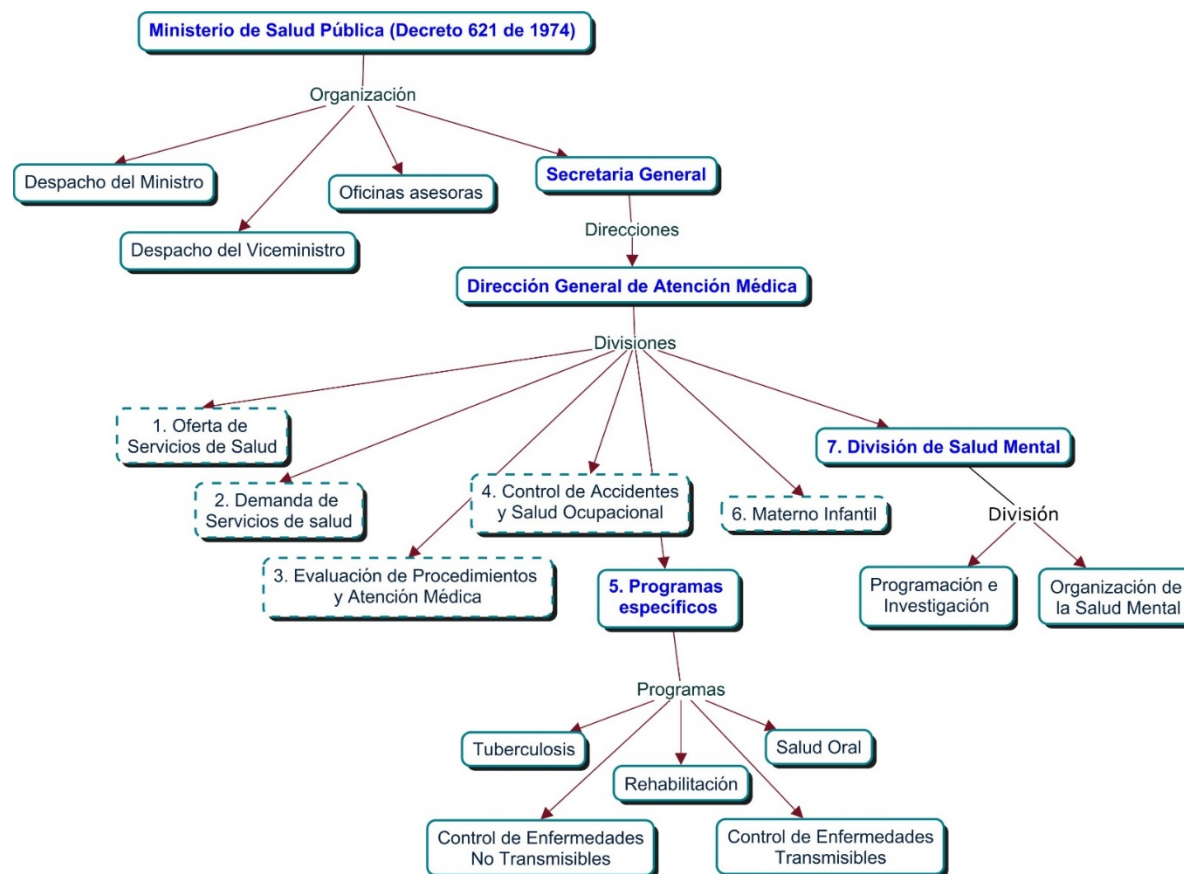 Ministerio de Salud Pública (Decreto 621 de 1974)
Organización
Despacho del Ministro
Despacho del Viceministro
Oficinas asesoras
Secretaria General
Direcciones
Dirección General de Atención Médica
Divisiones
1. Oferta de
Servicios de Salud
2. Demanda de
Servicios de salud
3. Evaluación de Procedimientos
y Atención Médica
4. Control de Accidentes
y Salud Ocupacional
5. Programas
específicos
6. Materno Infantil
7. División de Salud Mental
División
Programación e
Investigación
Organización de
la Salud Mental
Programas
Tuberculosis
Control de Enfermedades
No Transmisibles
Rehabilitación
Control de Enfermedades
Transmisibles
Salud Oral